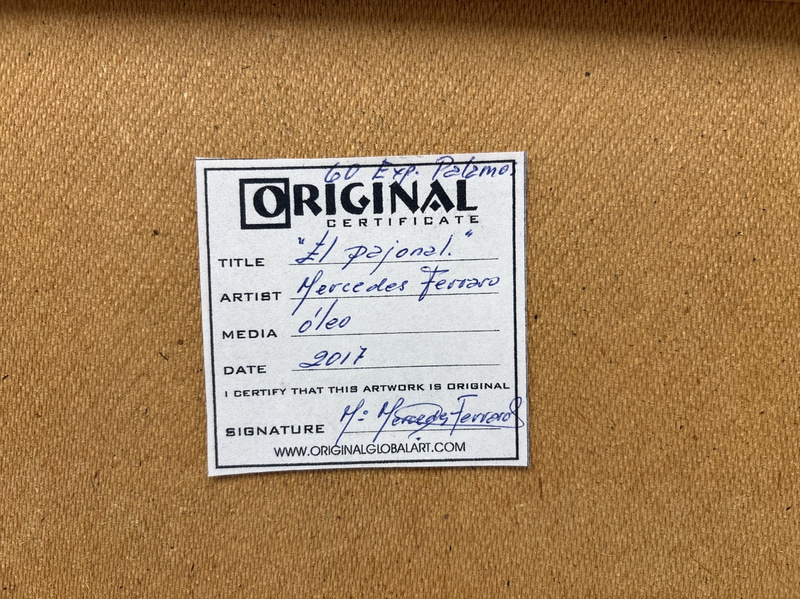 60 Exp. Palamo.
ORIGINAL
CERTIFICATE
TITLE "El pajonal."
ARTIST Mercedes Ferraro
MEDIA óleo
DATE 2017
I CERTIFY THAT THIS ARTWORK IS ORIGINAL
SIGNATURE Mª Mercedes Ferraro
WWW.ORIGINALGLOBALART.COM